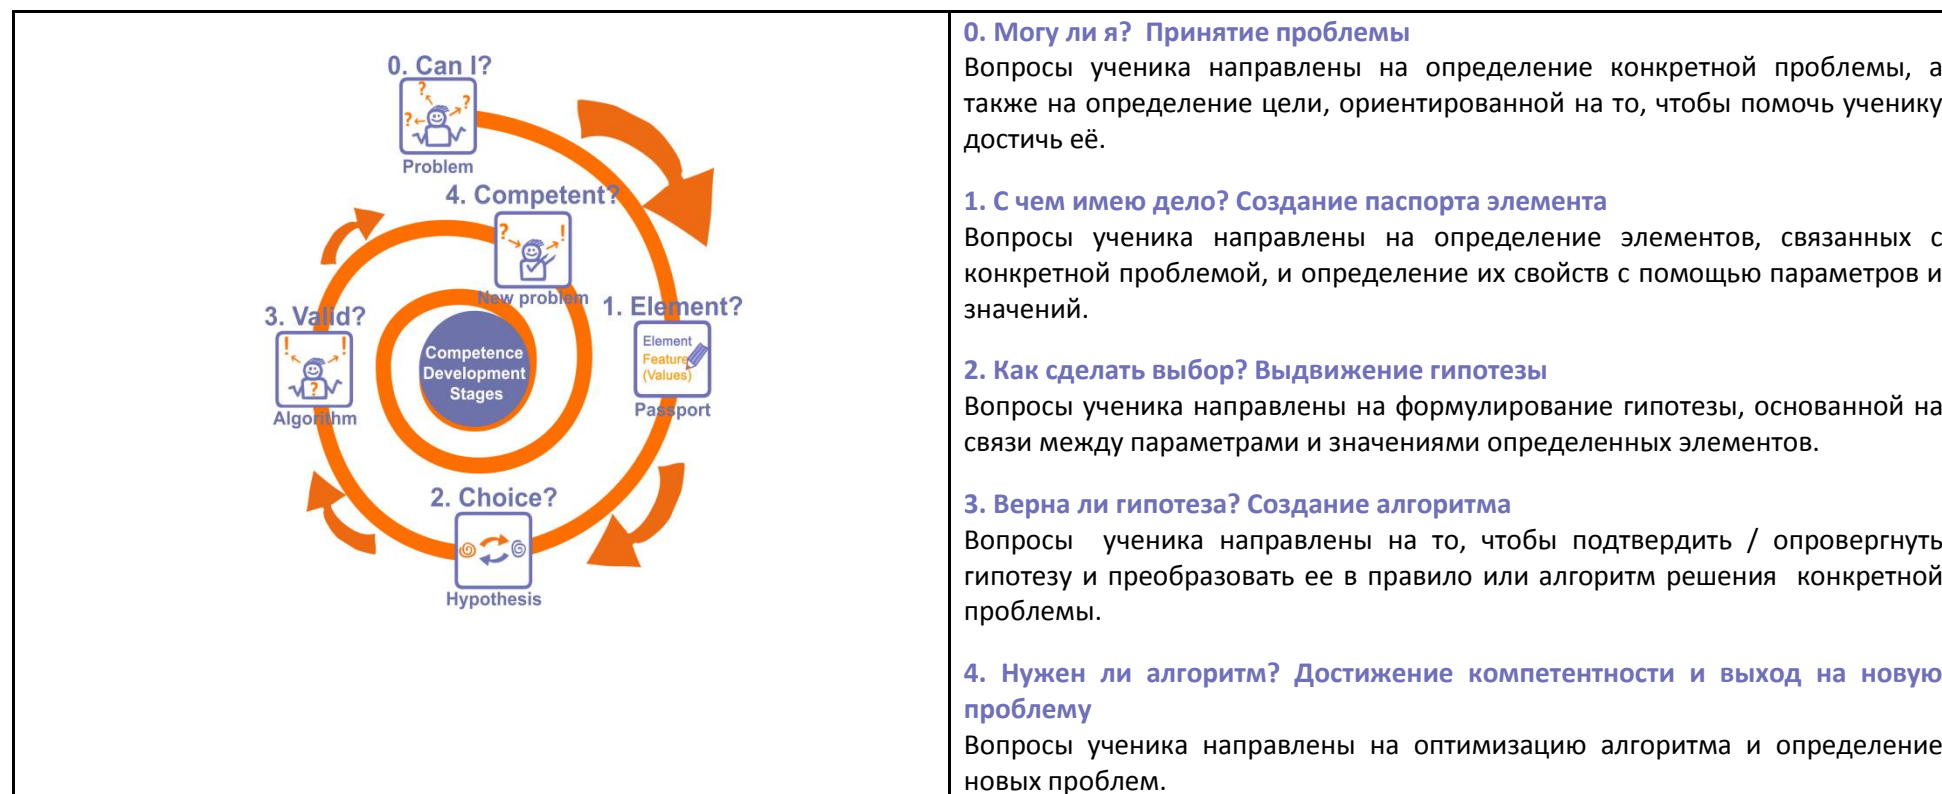 0. Can I?
Problem
4. Competent?
New problem
1. Element?
Element
Feature
(Values)
Passport
3. Valid?
Algorithm
Competence
Development
Stages
2. Choice?
Hypothesis
0. Могу ли я? Принятие проблемы
Вопросы ученика направлены на определение конкретной проблемы, а
также на определение цели, ориентированной на то, чтобы помочь ученику
достичь её.
1. С чем имею дело? Создание паспорта элемента
Вопросы ученика направлены на определение элементов, связанных с
конкретной проблемой, и определение их свойств с помощью параметров и
значений.
2. Как сделать выбор? Выдвижение гипотезы
Вопросы ученика направлены на формулирование гипотезы, основанной на
связи между параметрами и значениями определенных элементов.
3. Верна ли гипотеза? Создание алгоритма
Вопросы ученика направлены на то, чтобы подтвердить / опровергнуть
гипотезу и преобразовать ее в правило или алгоритм решения конкретной
проблемы.
4. Нужен ли алгоритм? Достижение компетентности и выход на новую
проблему
Вопросы ученика направлены на оптимизацию алгоритма и определение
новых проблем.